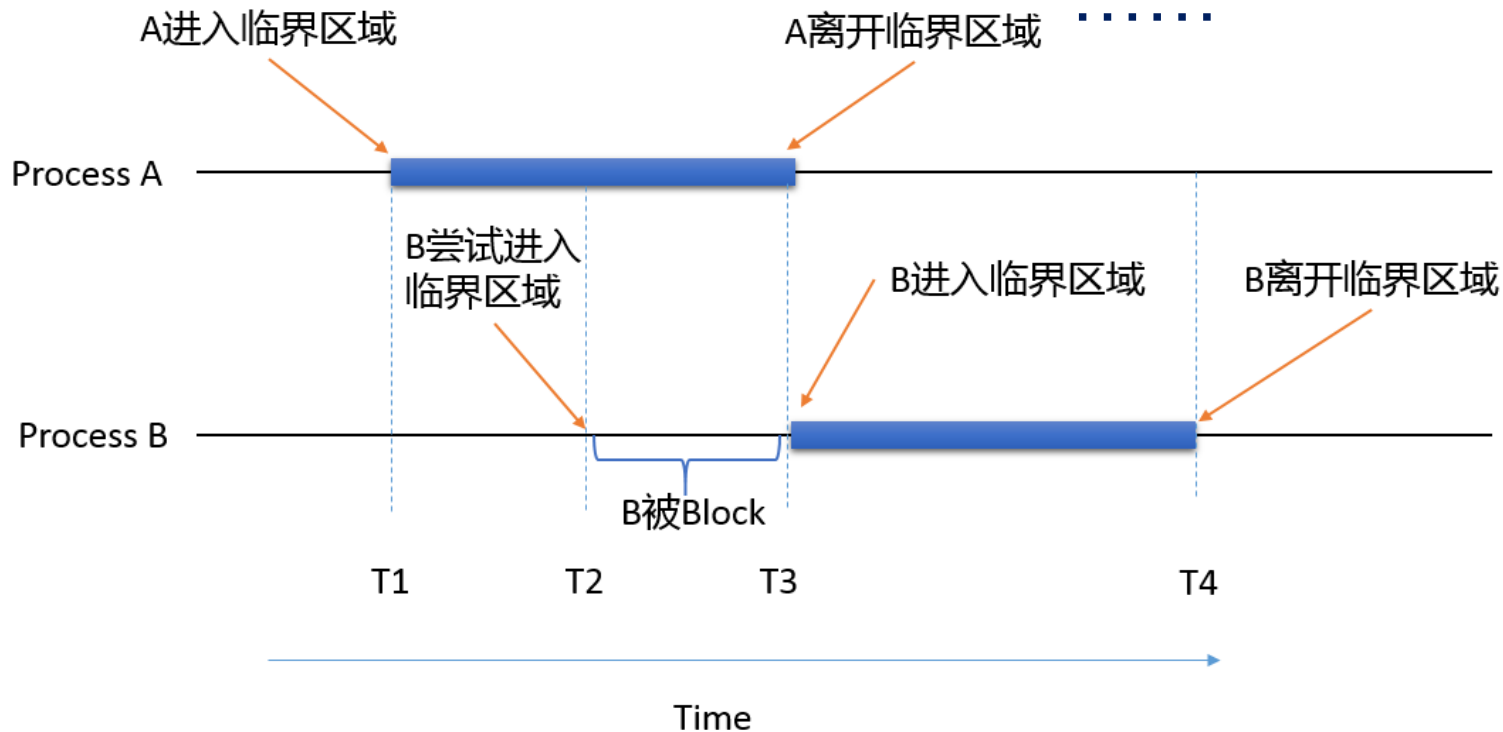 A进入临界区域
A离开临界区域
Process A
B尝试进入
临界区域
B进入临界区域
B离开临界区域
Process B
B被Block
T1
T2
T3
T4
Time